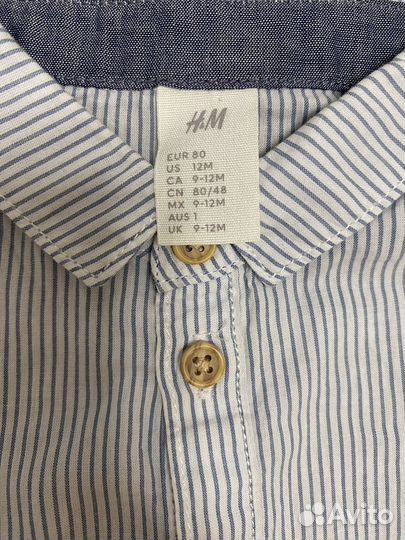 H&M
EUR 80
US 12M
CA 9-12M
CN 80/48
MX 9-12M
AUS 1
UK 9-12M
Avito